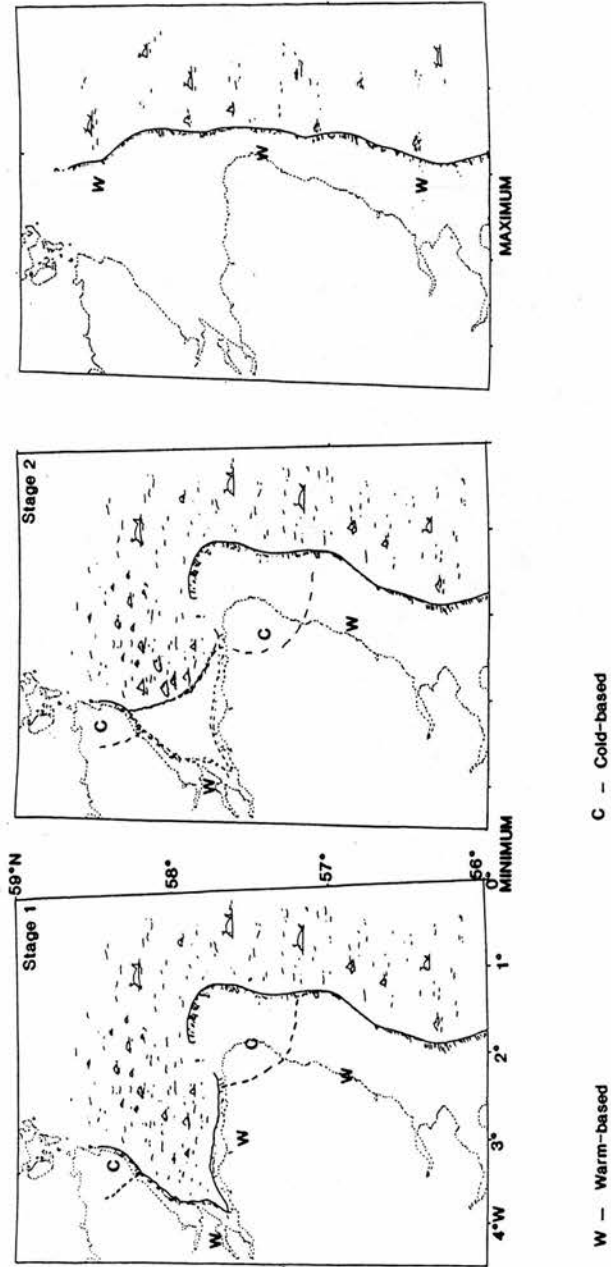 Stage 1
59°N
58°
57°
56°
0°
1°
2°
3°
4°W
C
W
W
C
W
MINIMUM
Stage 2
C
W
C
W
W
W
W
MAXIMUM
W – Warm-based
C – Cold-based